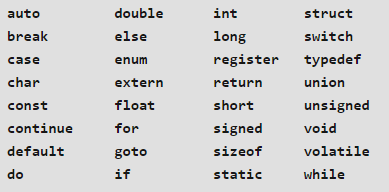 auto double int struct
break else long switch
case enum register typedef
char extern return union
const float short unsigned
continue for signed void
default goto sizeof volatile
do if static while